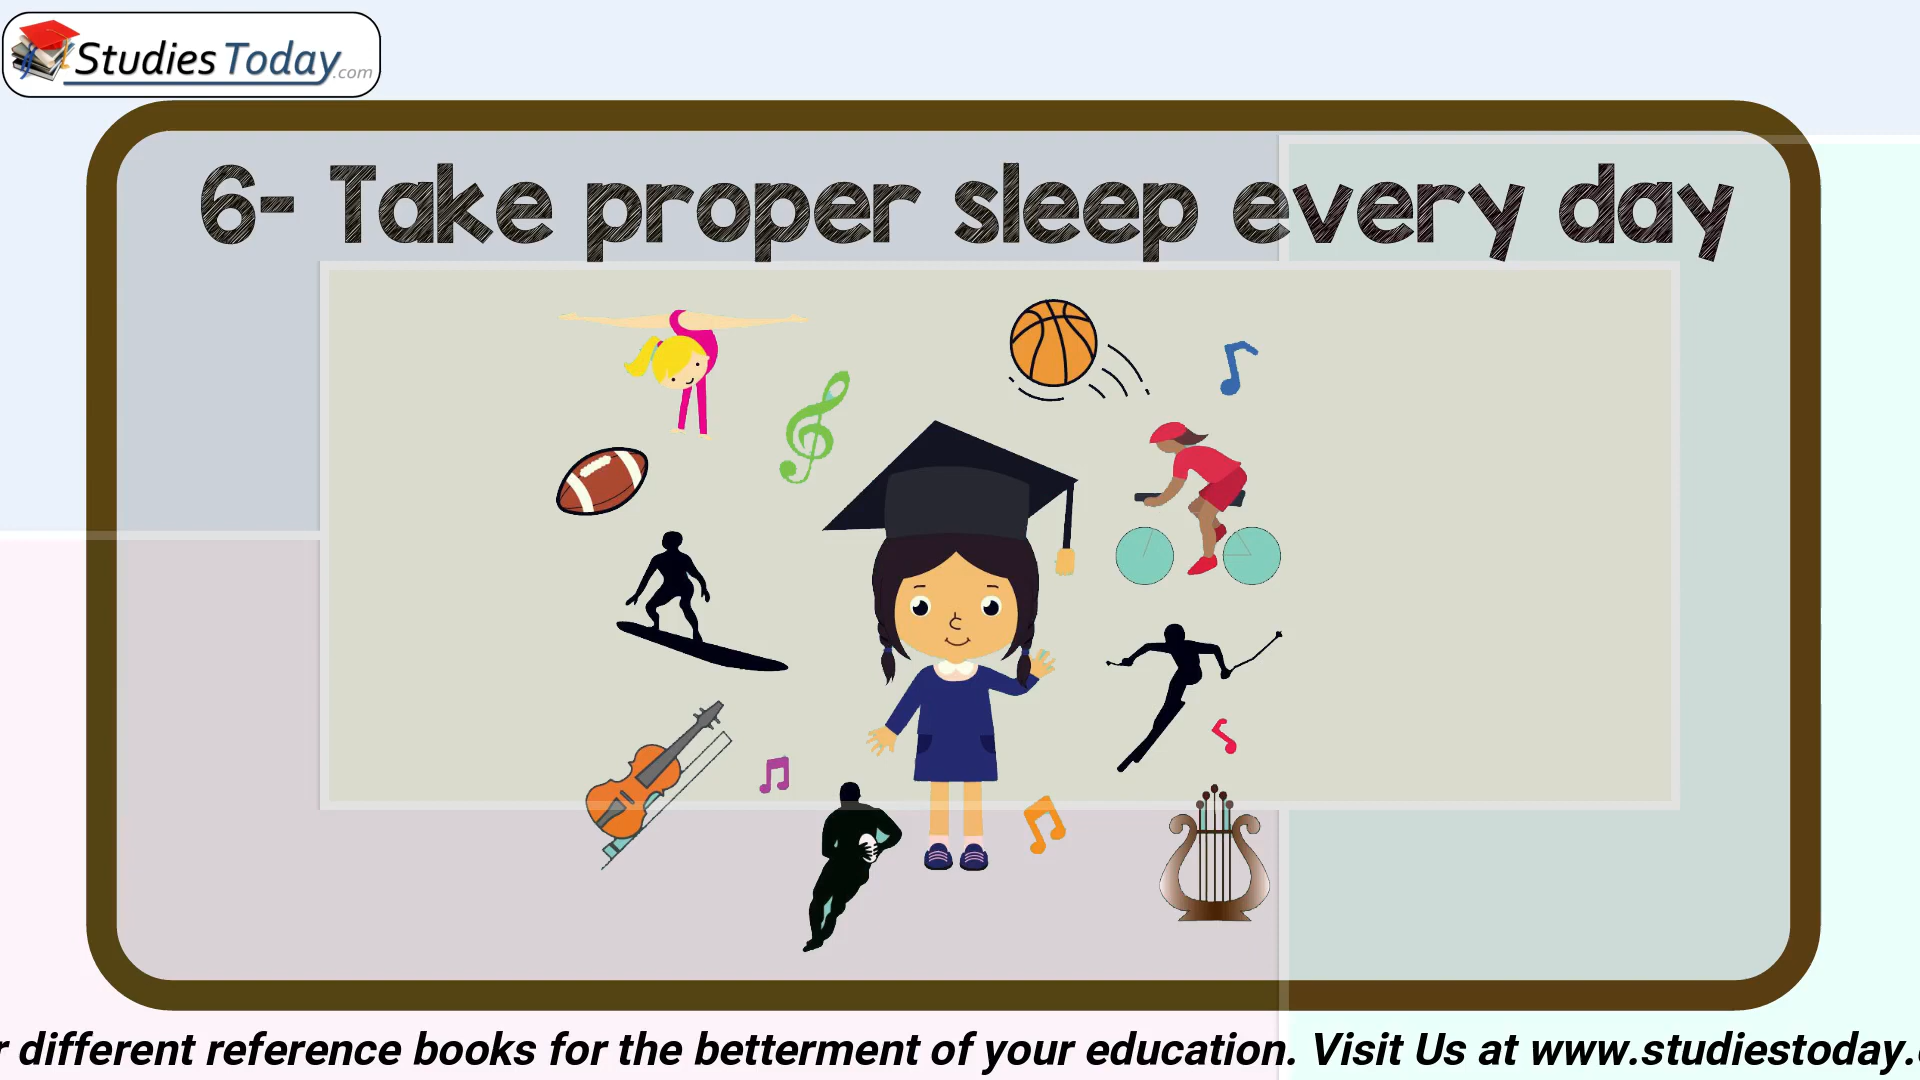 StudiesToday.com
6- Take proper sleep every day
different reference books for the betterment of your education. Visit Us at www.studiestoday.